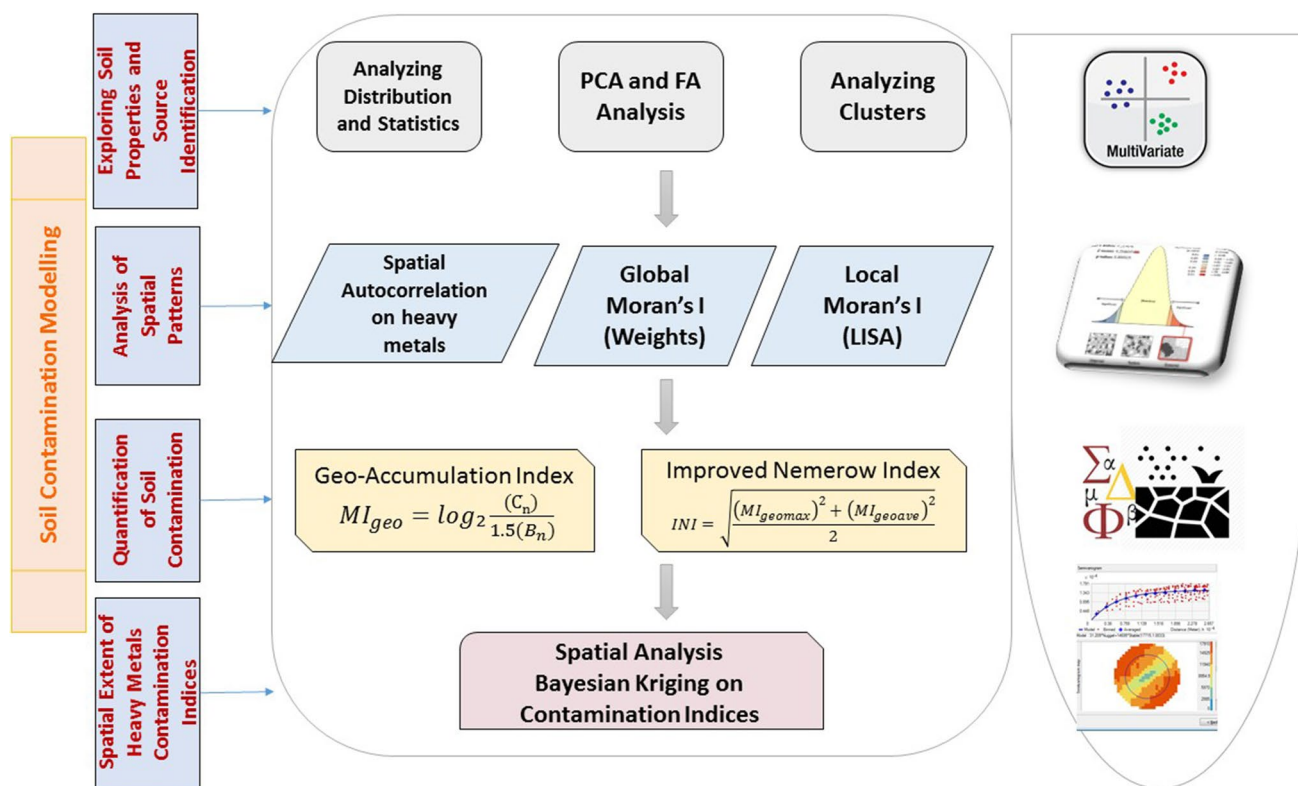 Soil Contamination Modelling
Exploring Soil
Properties and
Source
Identification
Analyzing
Distribution
and Statistics
PCA and FA
Analysis
Analyzing
Clusters
MultiVariate
Analysis of
Spatial
Patterns
Spatial
Autocorrelation
on heavy
metals
Global
Moran's I
(Weights)
Local
Moran's I
(LISA)
Quantification
of Soil
Contamination
Geo-Accumulation Index
MI_geo = log_2 (C_n) / 1.5(B_n)
Improved Nemerow Index
INI = √(((MI_geomax)^2 + (MI_geoave)^2) / 2)
Σ α
μ Δ
Φ β
Spatial Extent of
Heavy Metals
Contamination
Indices
Spatial Analysis
Bayesian Kriging on
Contamination Indices